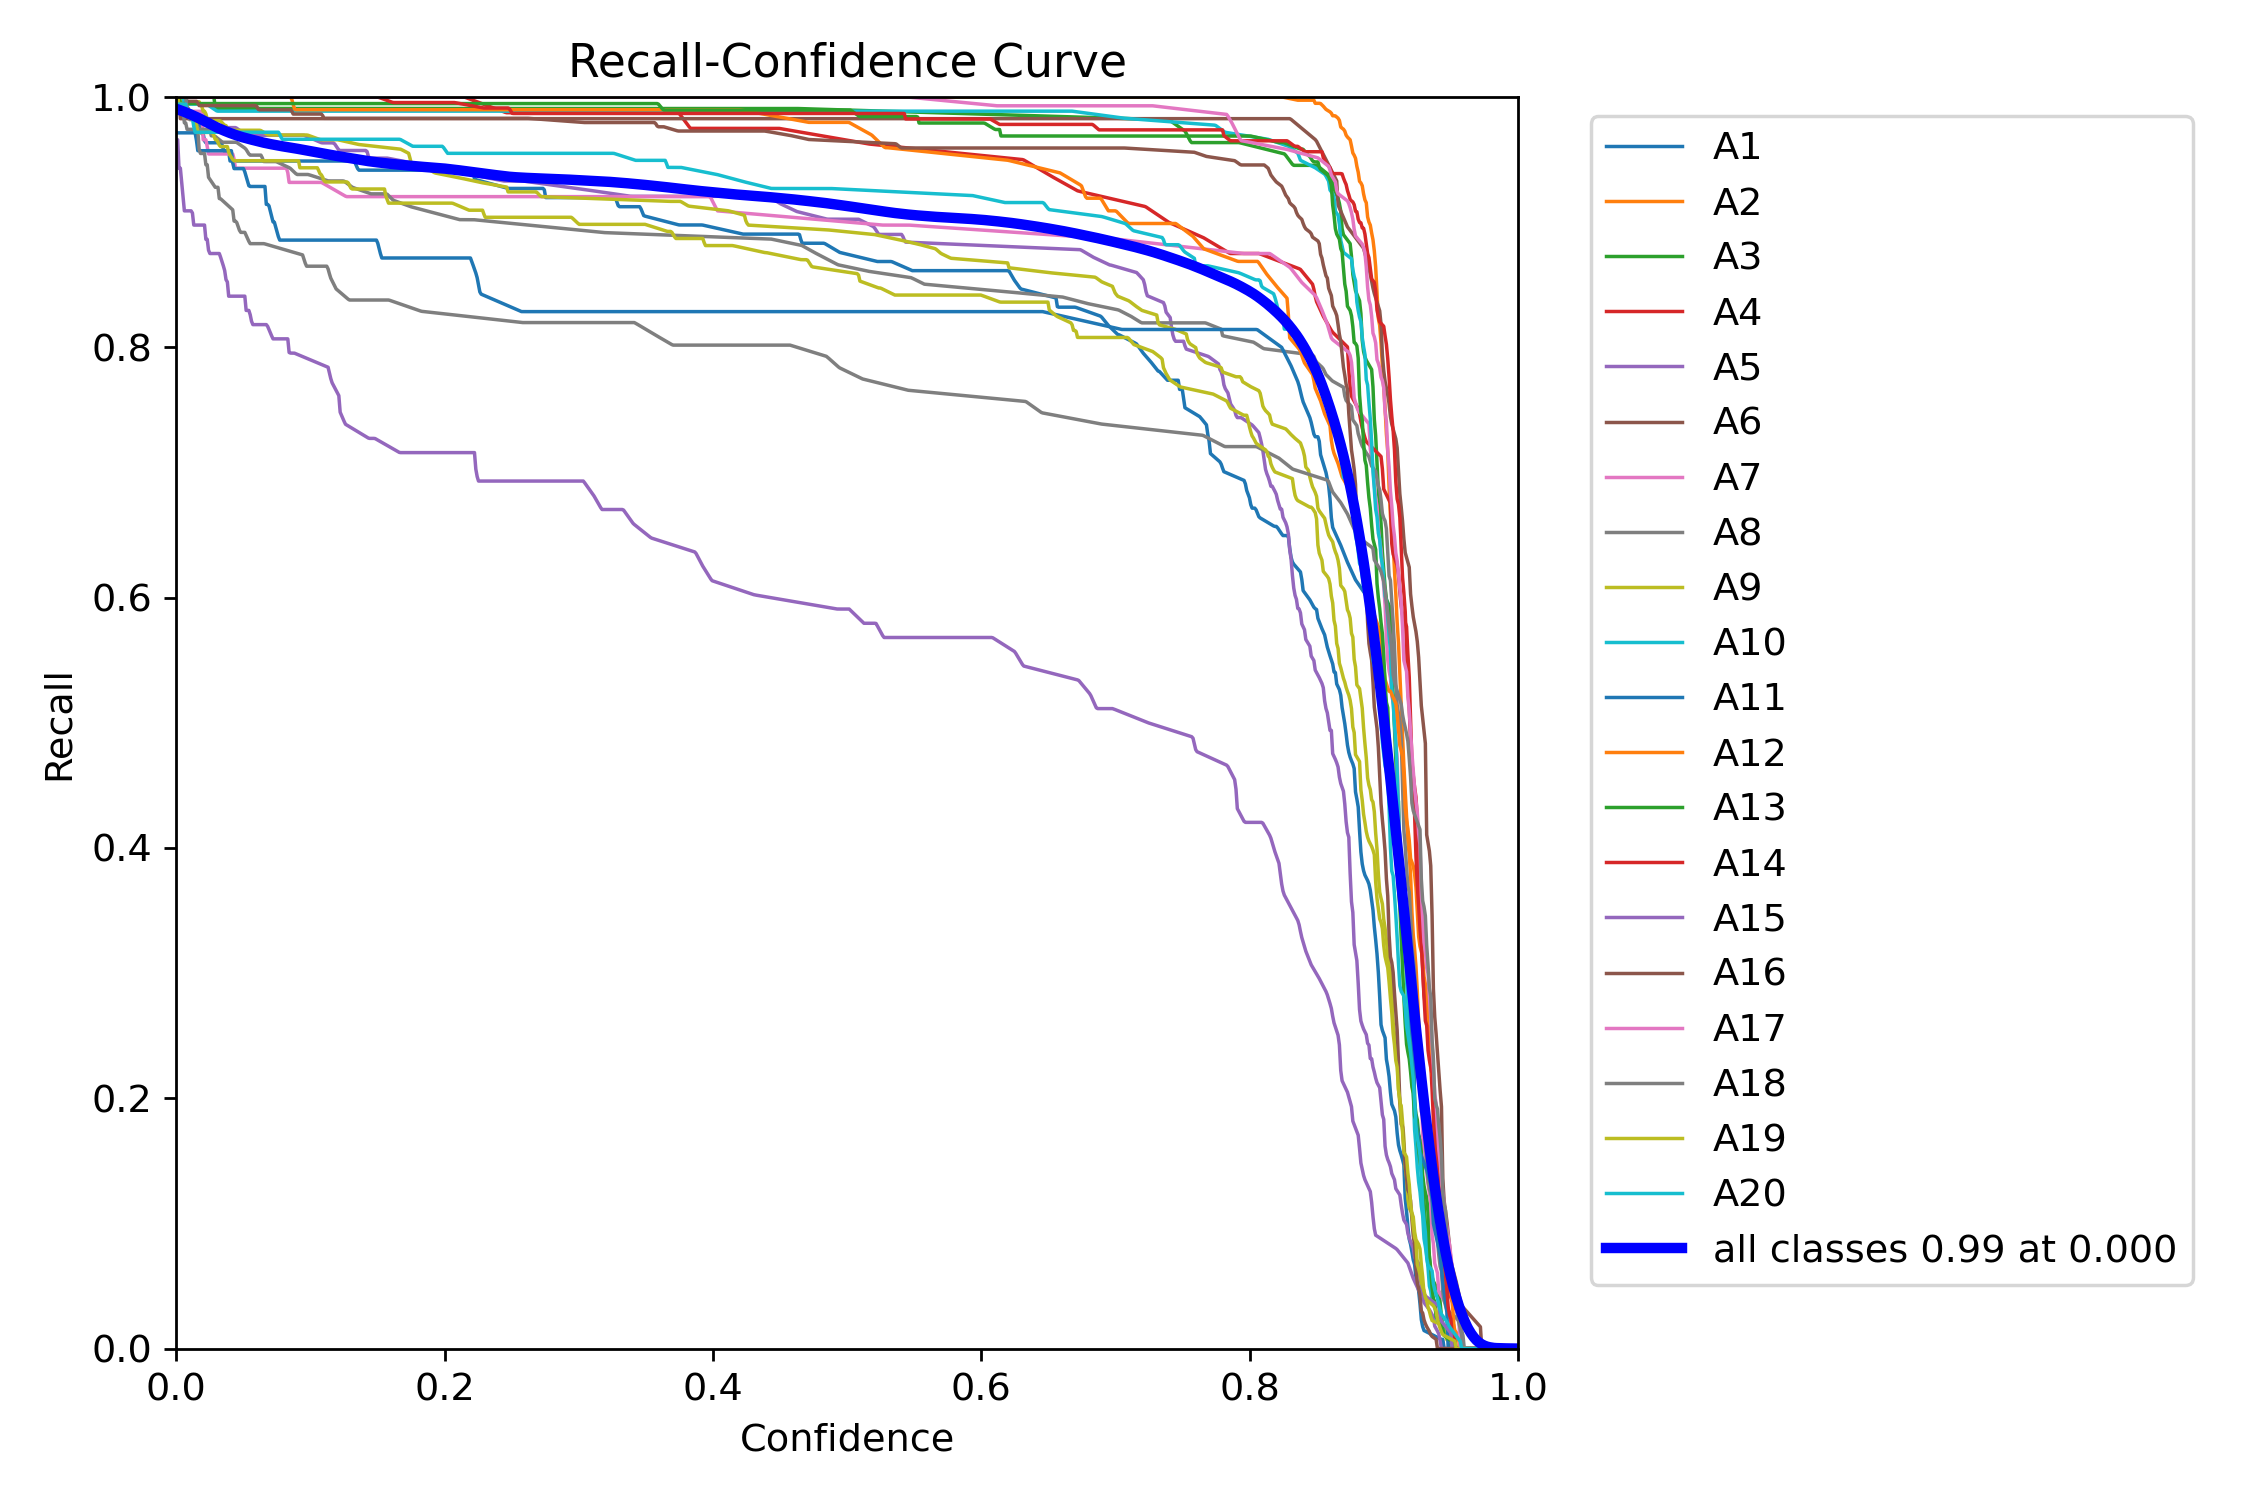 Recall-Confidence Curve
1.0
0.8
0.6
0.4
0.2
0.0
Recall
0.0 0.2 0.4 0.6 0.8 1.0
Confidence
A1
A2
A3
A4
A5
A6
A7
A8
A9
A10
A11
A12
A13
A14
A15
A16
A17
A18
A19
A20
all classes 0.99 at 0.000